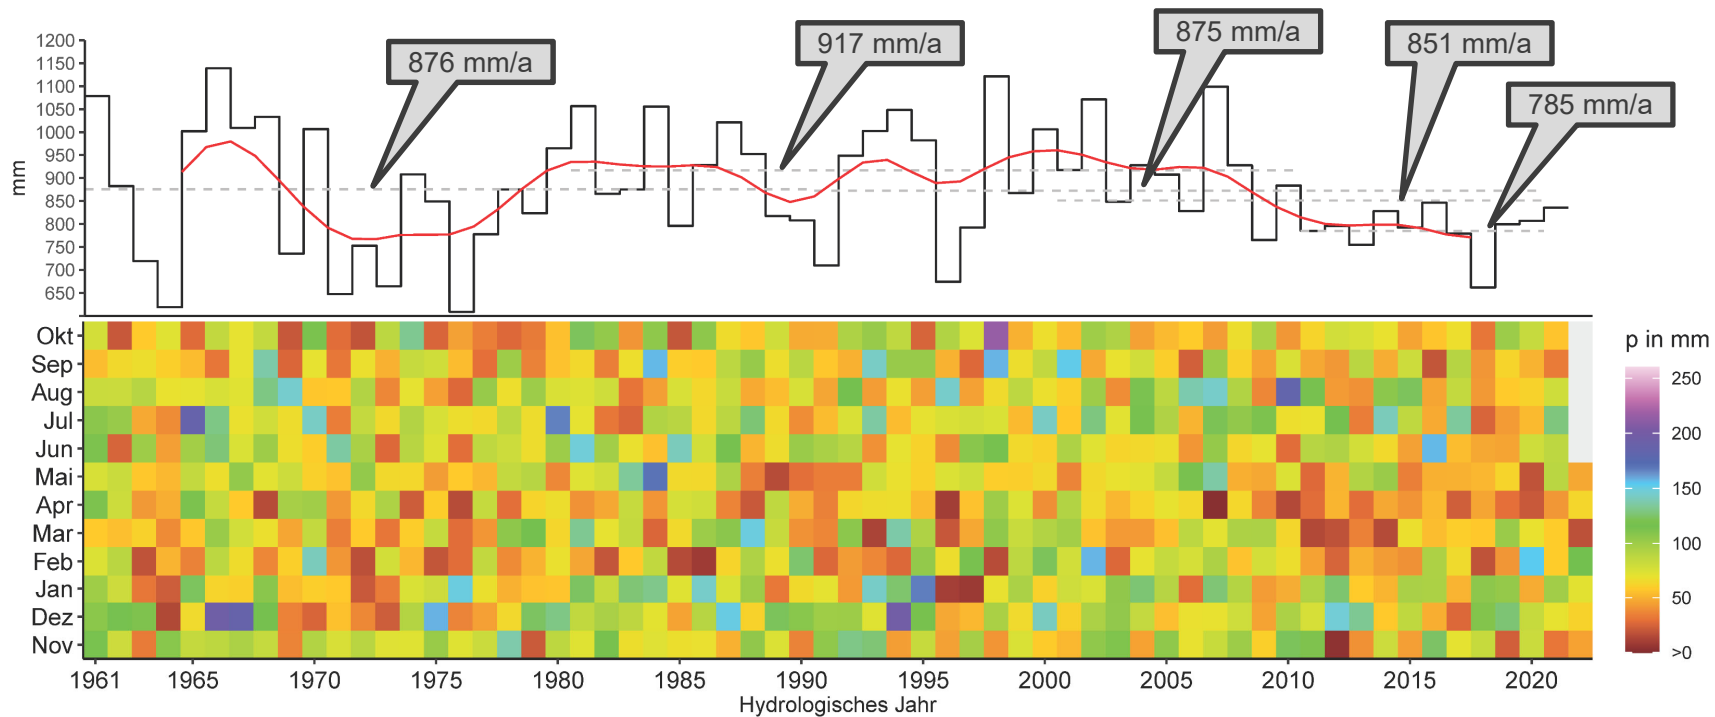 876 mm/a
917 mm/a
875 mm/a
851 mm/a
785 mm/a
mm
1200
1150
1100
1050
1000
950
900
850
800
750
700
650
Okt
Sep
Aug
Jul
Jun
Mai
Apr
Mar
Feb
Jan
Dez
Nov
1961 1965 1970 1975 1980 1985 1990 1995 2000 2005 2010 2015 2020
Hydrologisches Jahr
p in mm
250
200
150
100
50
>0